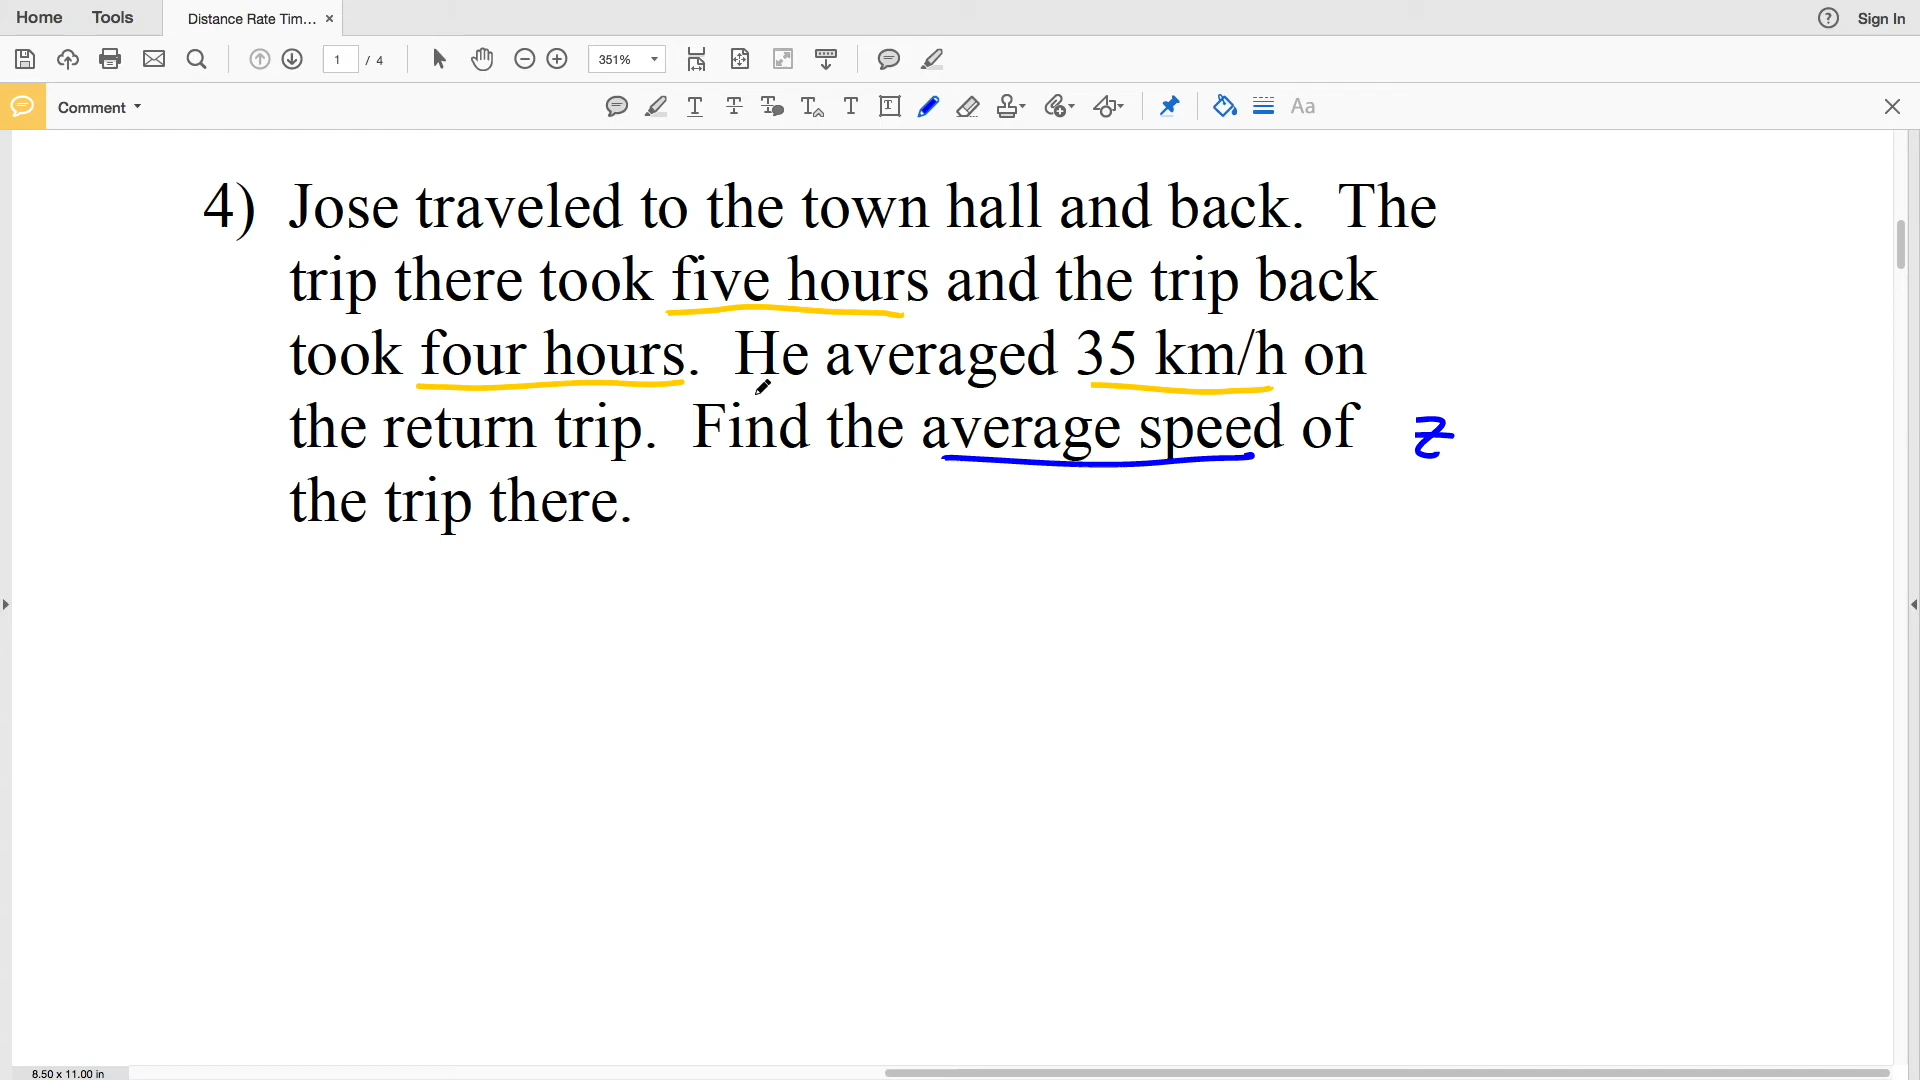 Home Tools Distance Rate Tim... × Sign In
1 / 4 351%
Comment Aa
4) Jose traveled to the town hall and back. The
trip there took five hours and the trip back
took four hours. He averaged 35 km/h on
the return trip. Find the average speed of z
the trip there.
8.50 x 11.00 in